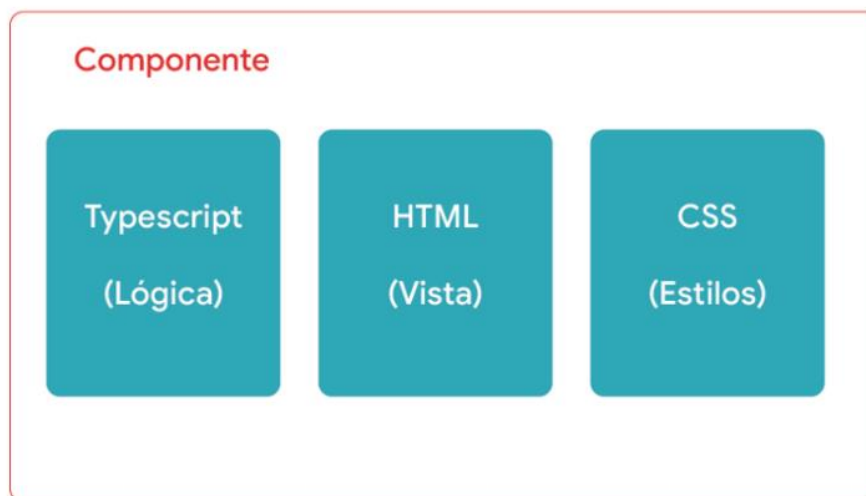 Componente
Typescript
(Lógica)
HTML
(Vista)
CSS
(Estilos)